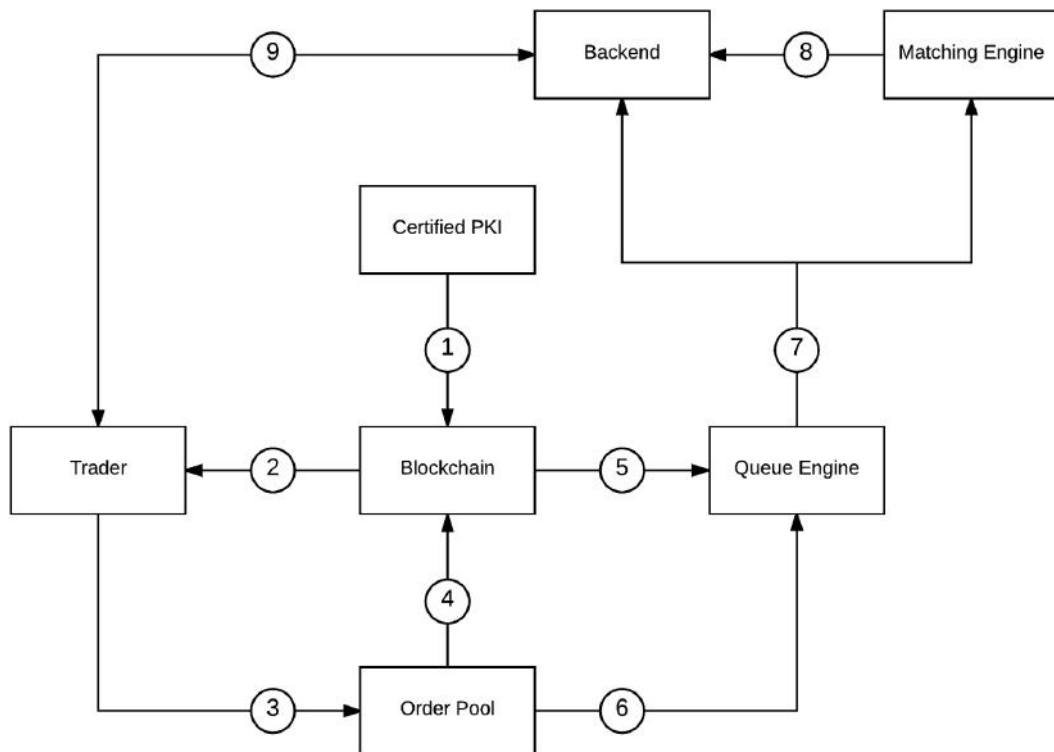 9
Backend
8
Matching Engine
Certified PKI
1
7
Trader
2
Blockchain
5
Queue Engine
4
3
Order Pool
6